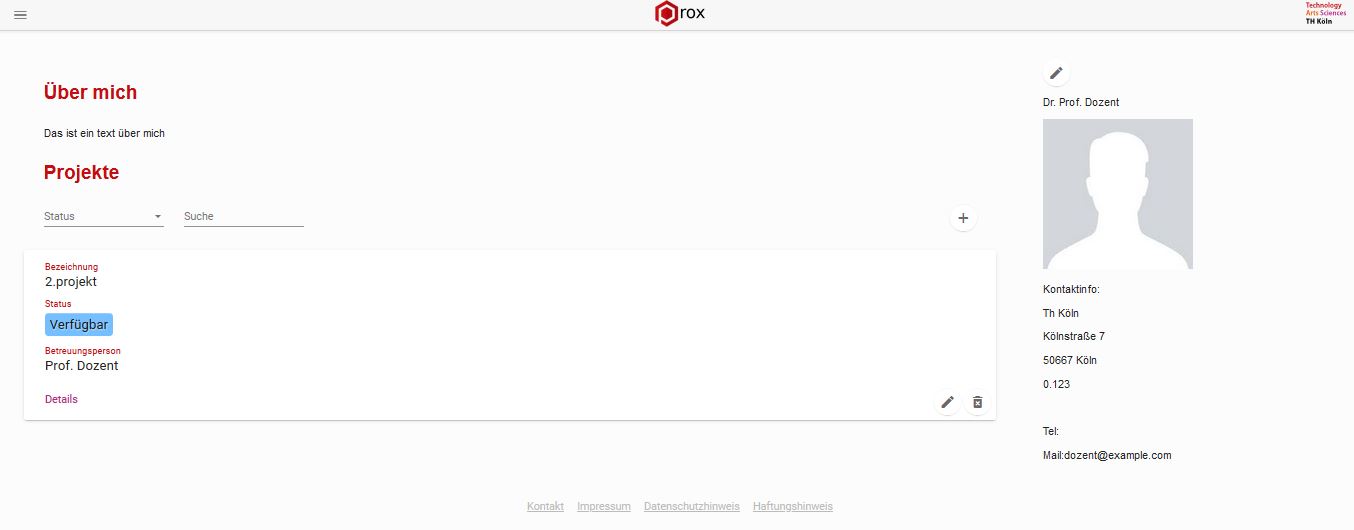 rox
Technology
Arts Sciences
TH Köln
Über mich
Das ist ein text über mich
Projekte
Status
Suche
+
Bezeichnung
2.projekt
Status
Verfügbar
Betreuungsperson
Prof. Dozent
Details
Dr. Prof. Dozent
Kontaktinfo:
Th Köln
Kölnstraße 7
50667 Köln
0.123
Tel:
Mail:dozent@example.com
Kontakt Impressum Datenschutzhinweis Haftungshinweis